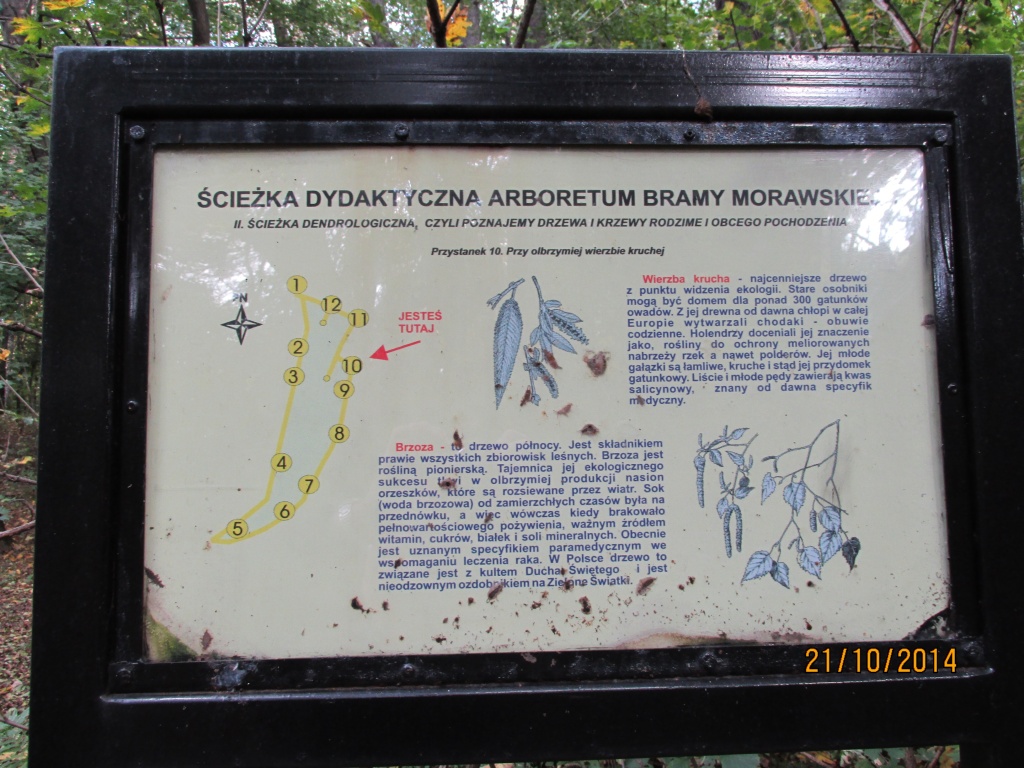 ŚCIEŻKA DYDAKTYCZNA ARBORETUM BRAMY MORAWSKIEJ
II. ŚCIEŻKA DENDROLOGICZNA, CZYLI POZNAJEMY DRZEWA I KRZEWY RODZIME I OBCEGO POCHODZENIA
Przystanek 10. Przy olbrzymiej wierzbie kruchej
N
1
12
11
2
10
3
9
8
4
7
6
5
JESTEŚ
TUTAJ
Wierzba krucha - najcenniejsze drzewo
z punktu widzenia ekologii. Stare osobniki
mogą być domem dla ponad 300 gatunków
owadów. Z jej drewna od dawna chłopi w całej
Europie wytwarzali chodaki - obuwie
codzienne. Holendrzy doceniali jej znaczenie
jako, rośliny do ochrony meliorowanych
nabrzeży rzek a nawet polderów. Jej młode
gałązki są łamliwe, kruche i stąd jej przydomek
gatunkowy. Liście i młode pędy zawierają kwas
salicynowy, znany od dawna specyfik
medyczny.
Brzoza - to drzewo północy. Jest składnikiem
prawie wszystkich zbiorowisk leśnych. Brzoza jest
rośliną pionierską. Tajemnica jej ekologicznego
sukcesu tkwi w olbrzymiej produkcji nasion
orzeszków, które są rozsiewane przez wiatr. Sok
(woda brzozowa) od zamierzchłych czasów była na
przednówku, a więc wówczas kiedy brakowało
pełnowartościowego pożywienia, ważnym źródłem
witamin, cukrów, białek i soli mineralnych. Obecnie
jest uznanym specyfikiem paramedycznym we
wspomaganiu leczenia raka. W Polsce drzewo to
związane jest z kultem Ducha Świętego i jest
nieodzownym ozdobnikiem na Zielone Świątki.
21/10/2014